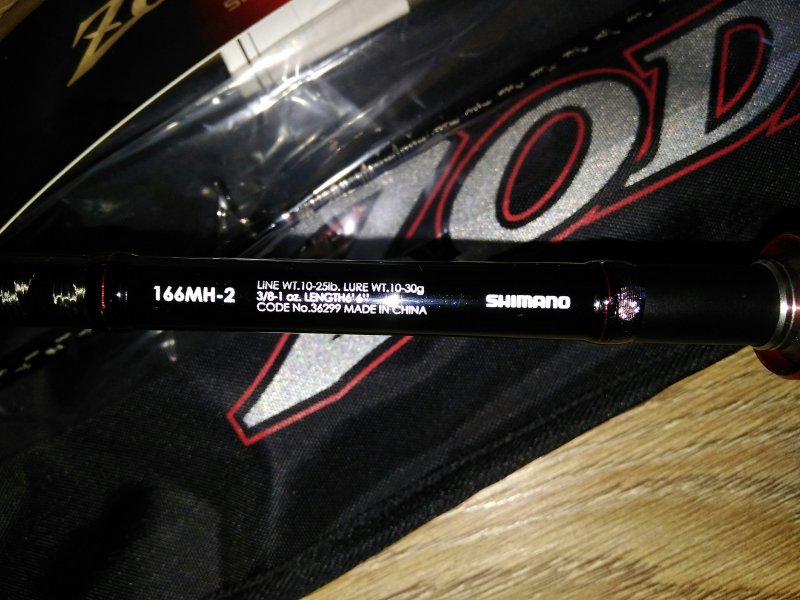 ZO
S
ZOD
166MH-2
LINE WT.10-25lb. LURE WT.10-30g
3/8-1 oz. LENGTH6'6''
CODE No.36299 MADE IN CHINA
SHIMANO